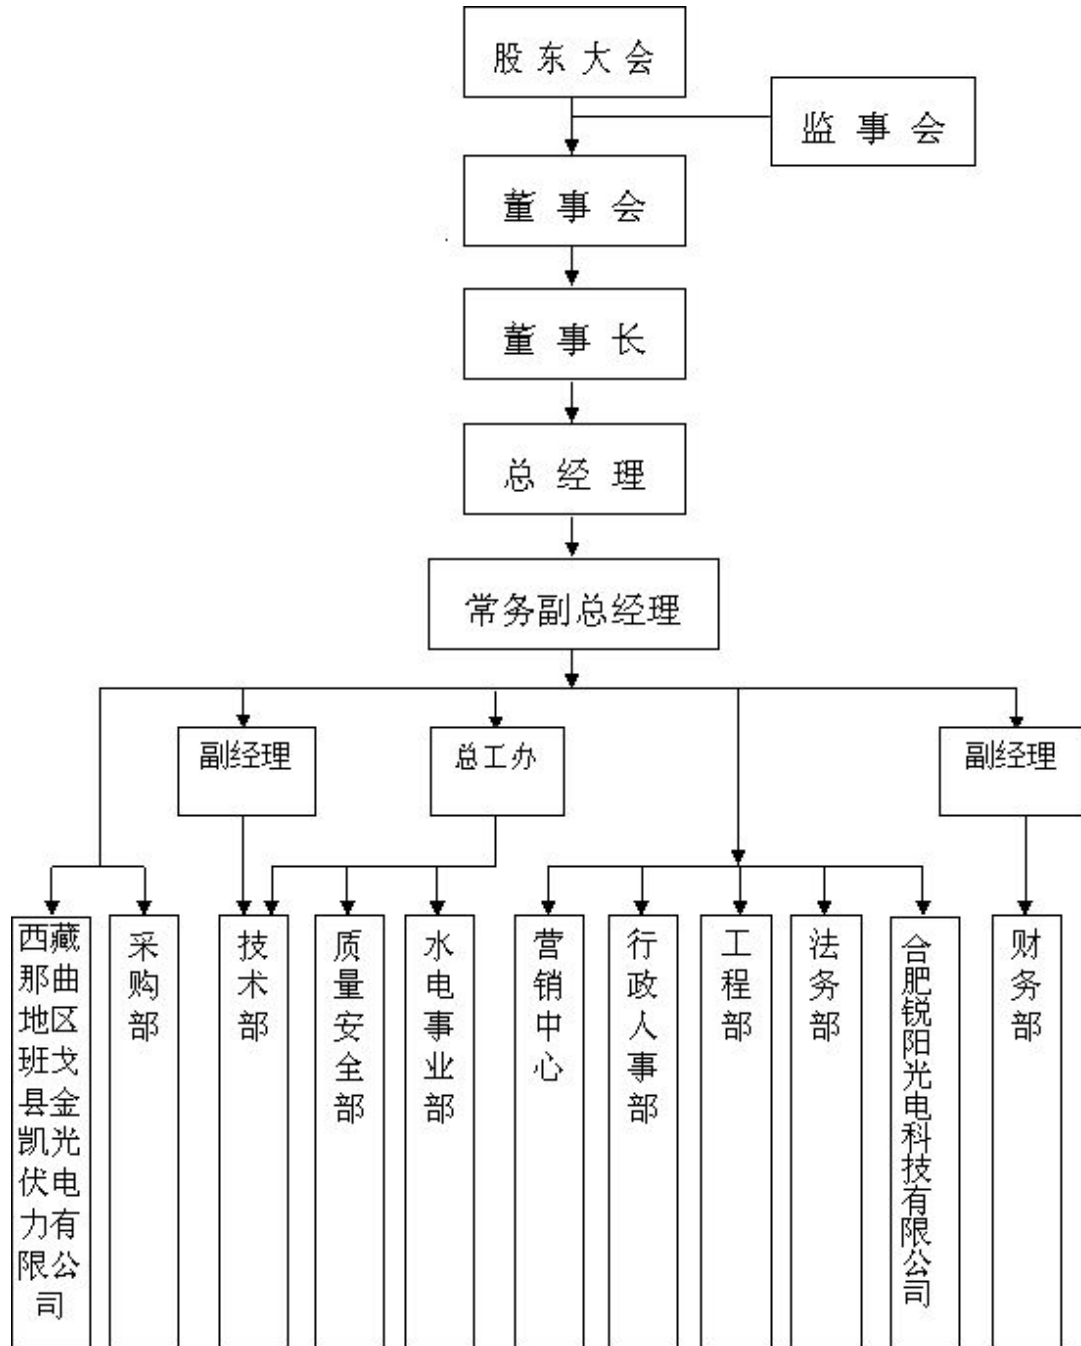 股东大会
监事会
董事会
董事长
总经理
常务副总经理
副经理
总工办
副经理
西藏
那曲
地区
班戈
县金
凯光
伏电
力有
限公
司
采购部
技术部
质量安全部
水电事业部
营销中心
行政人事部
工程部
法务部
合肥锐阳光电科技有限公司
财务部